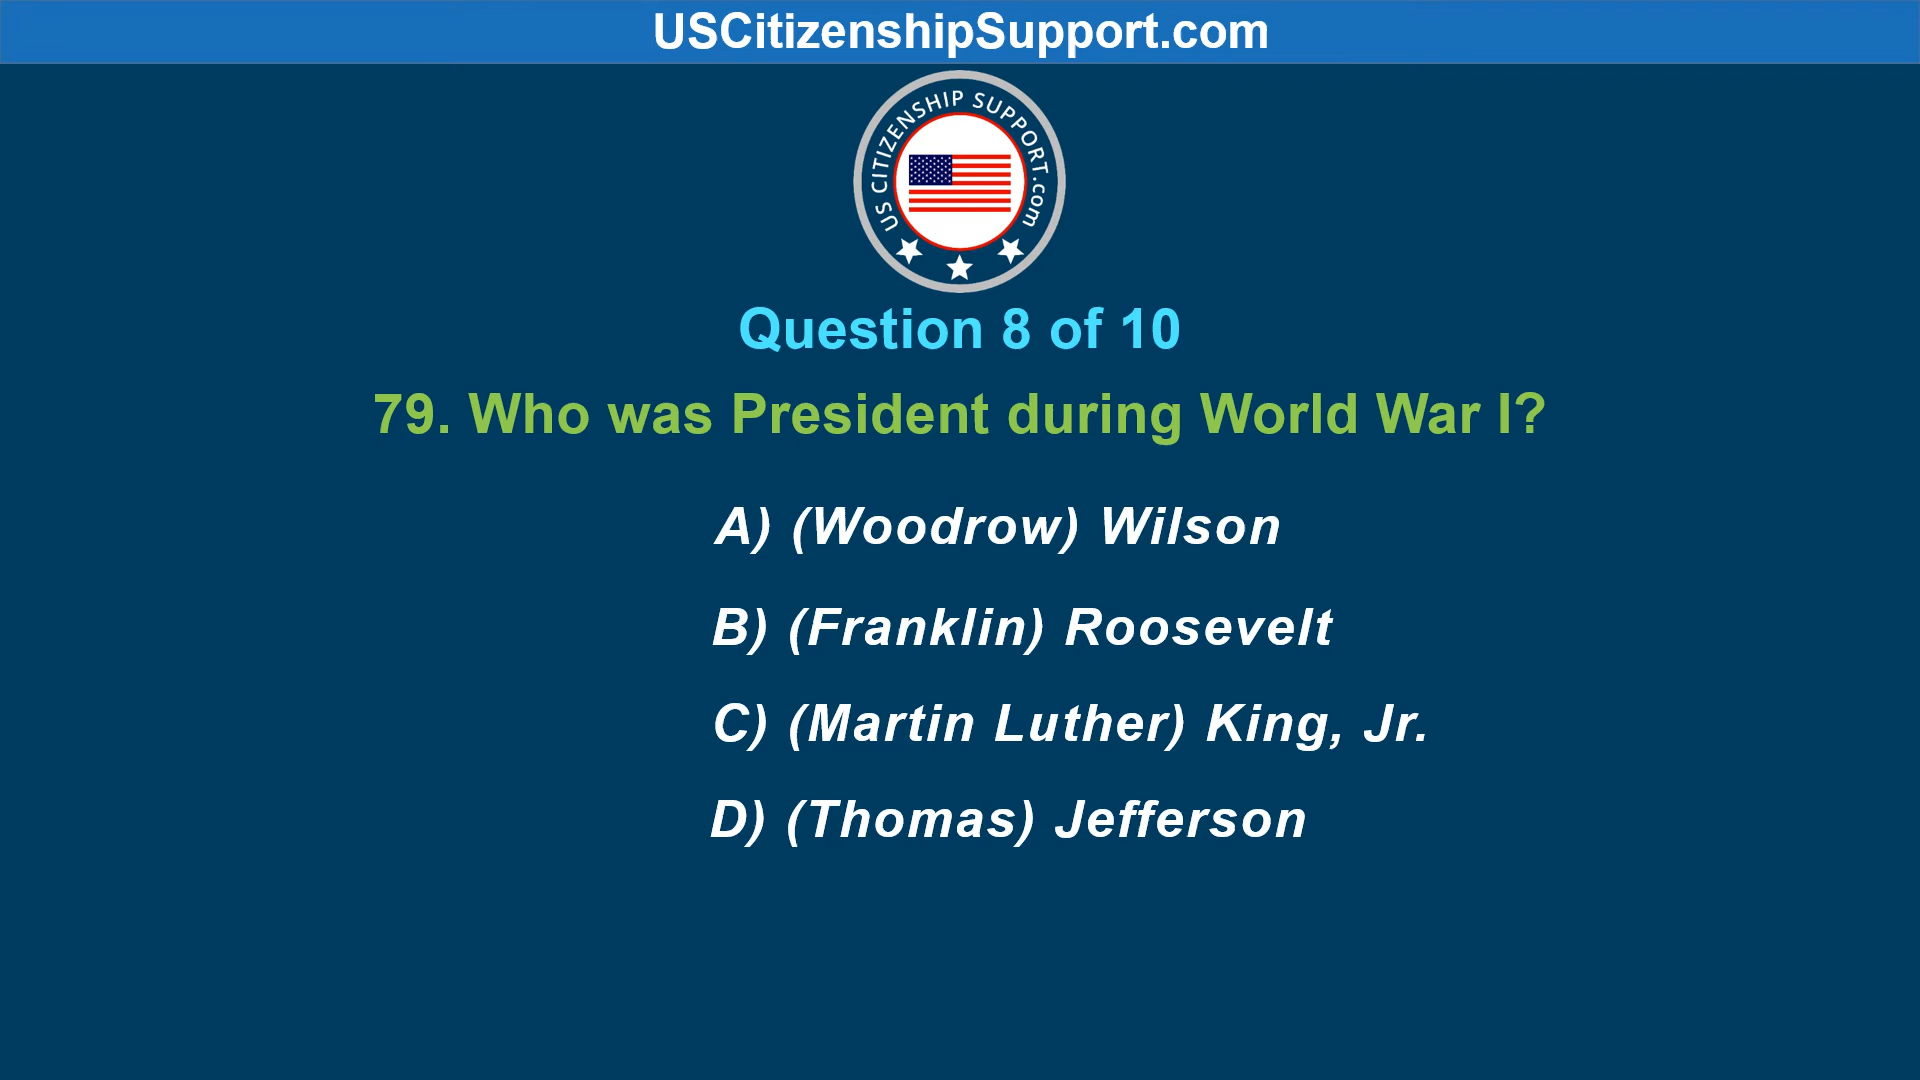 USCitizenshipSupport.com
US CITIZENSHIP SUPPORT.com
Question 8 of 10
79. Who was President during World War I?
A) (Woodrow) Wilson
B) (Franklin) Roosevelt
C) (Martin Luther) King, Jr.
D) (Thomas) Jefferson